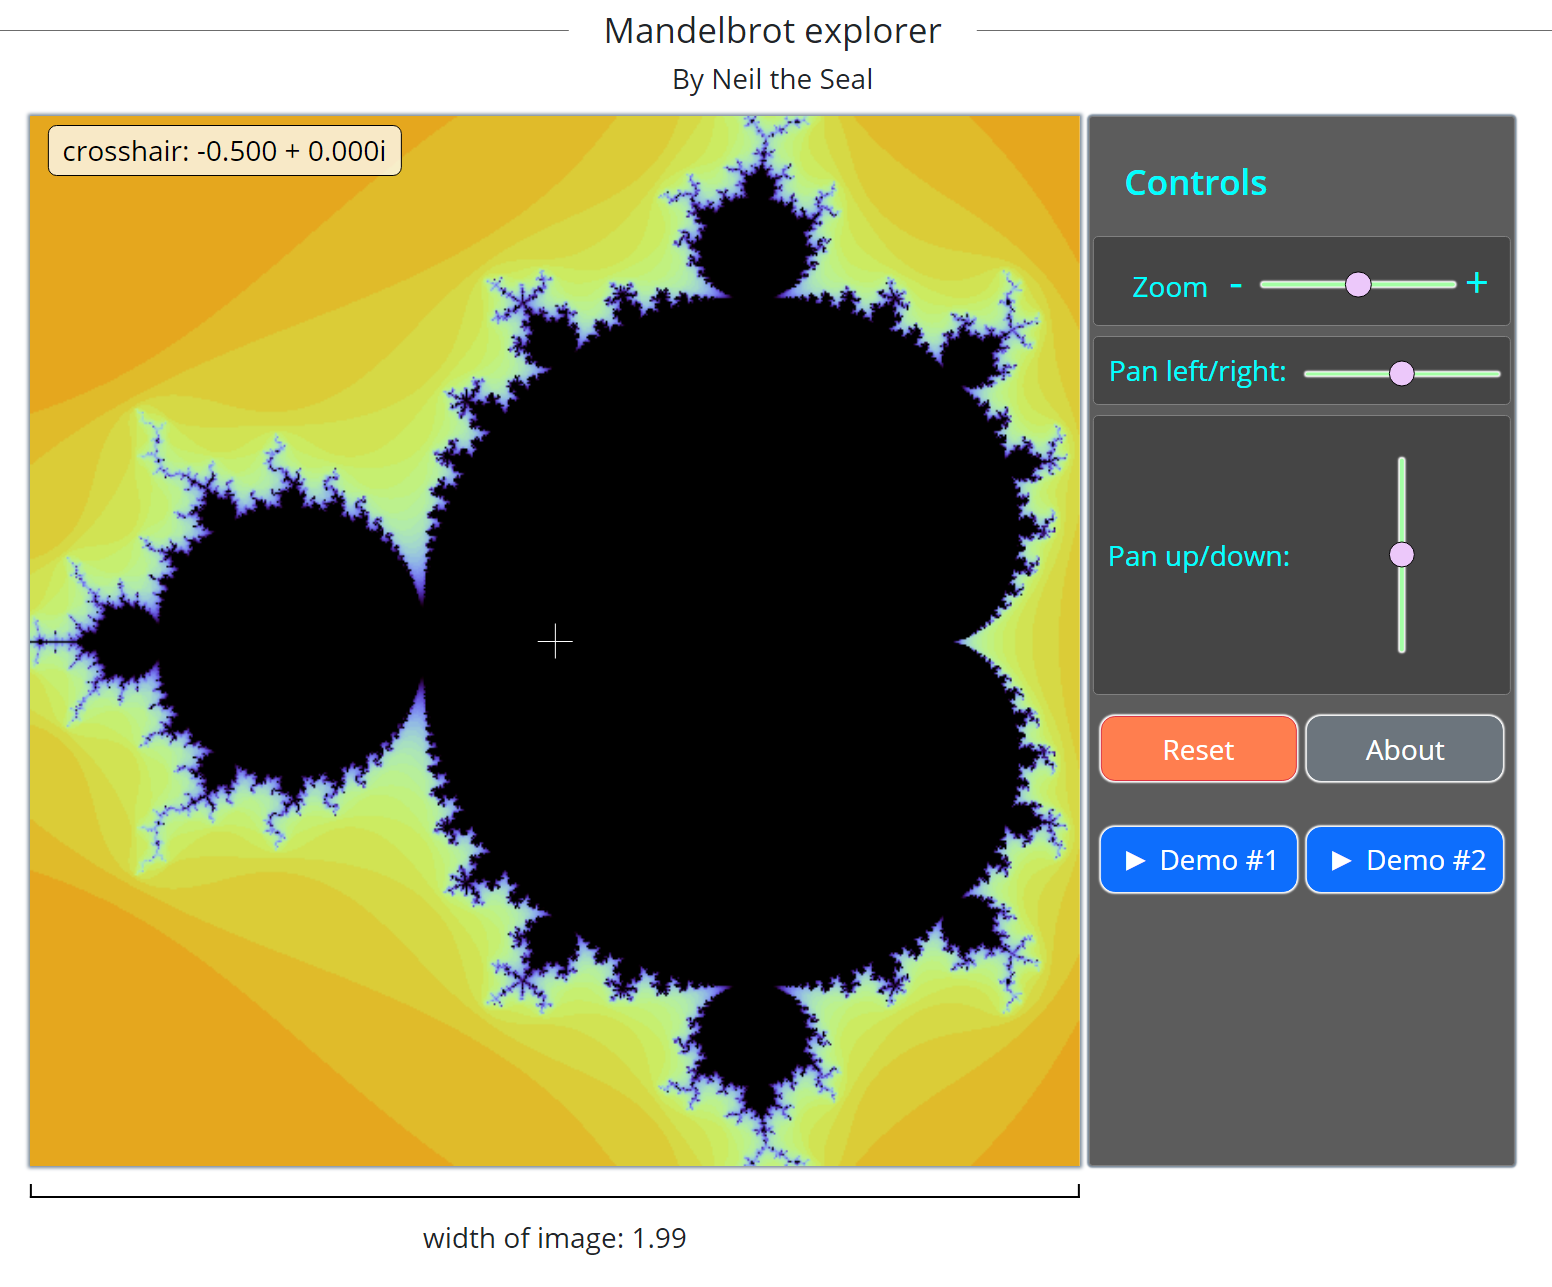 Mandelbrot explorer
By Neil the Seal
crosshair: -0.500 + 0.000i
Controls
Zoom - +
Pan left/right:
Pan up/down:
Reset About
▶ Demo #1 ▶ Demo #2
width of image: 1.99